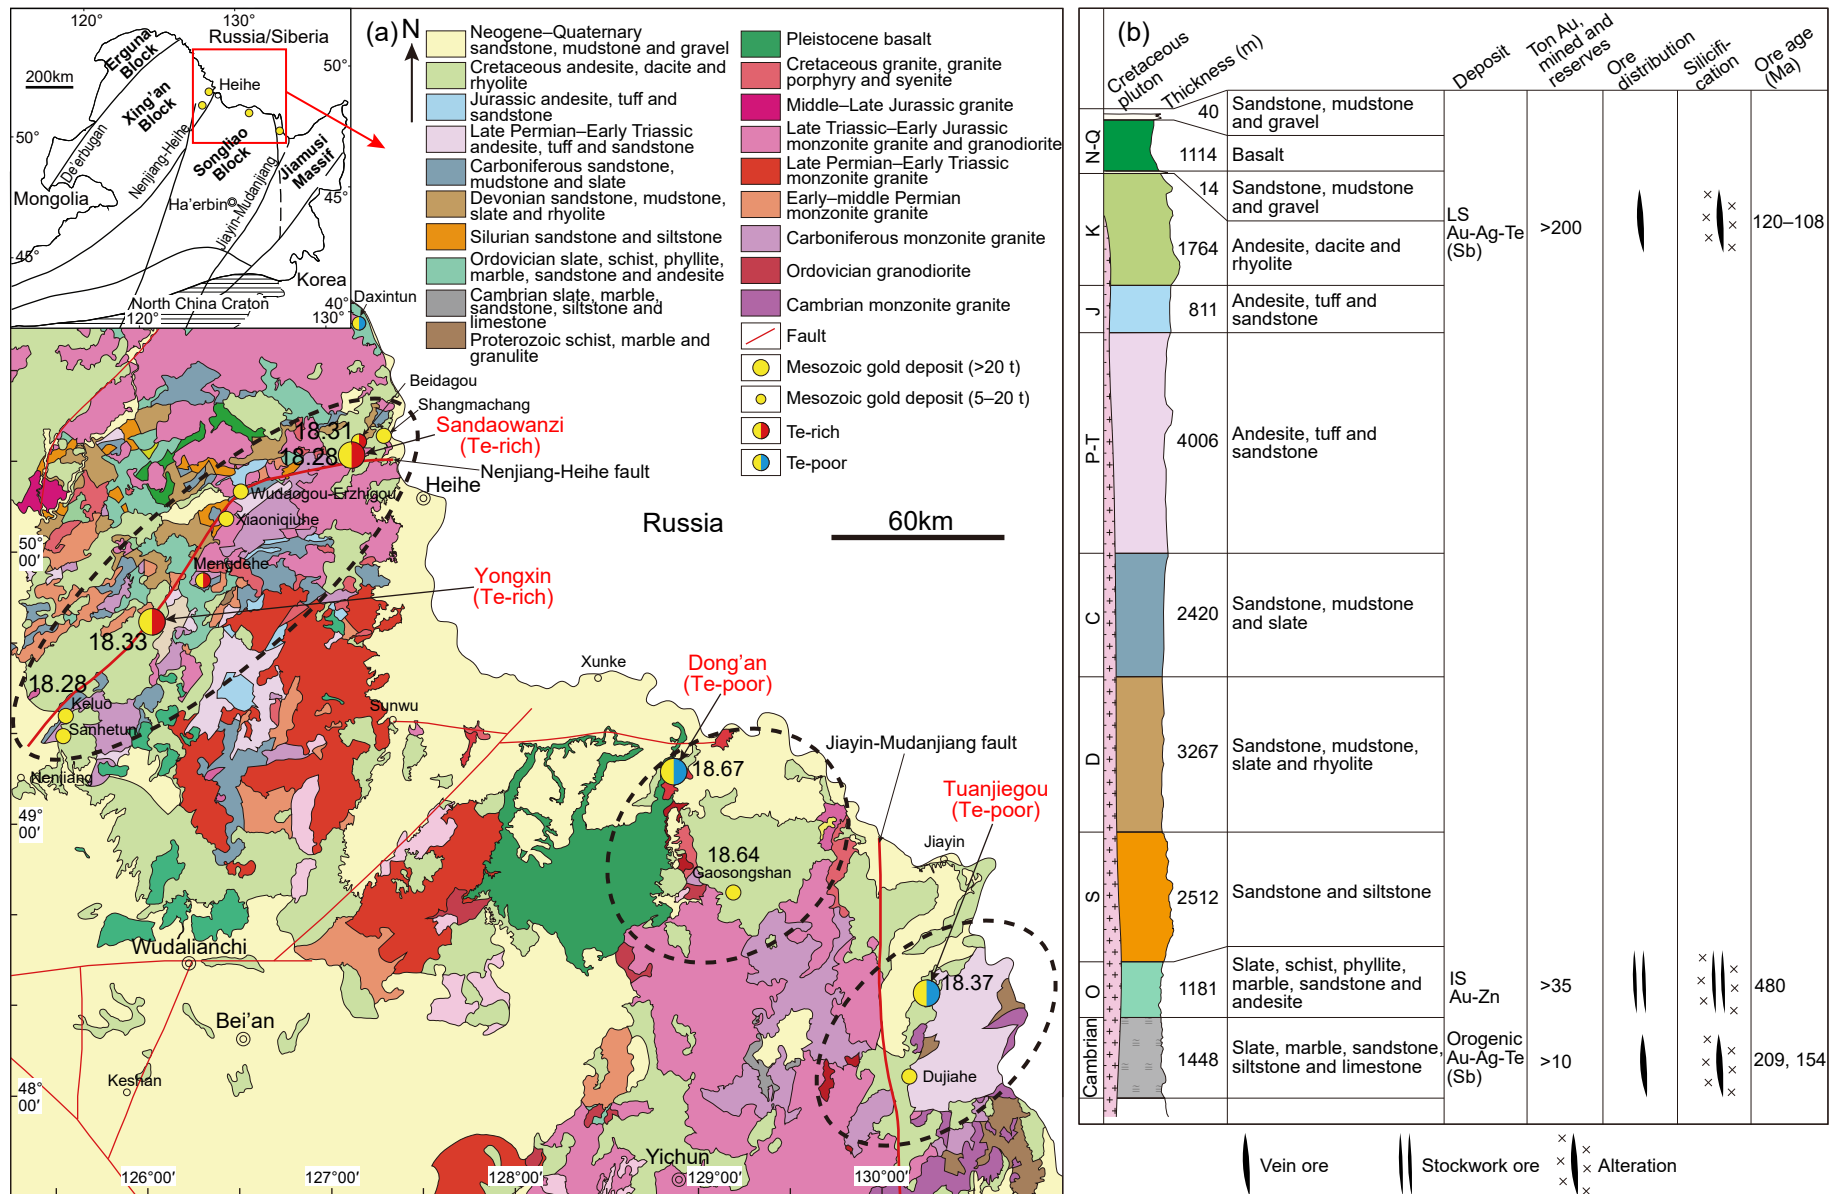 120°
130°
Russia/Siberia
Erguna
Block
50°
200km
Heihe
Xing'an
Block
50°
De'erbugan
Nenjiang-Heihe
Songliao
Block
Jiamusi
Massif
Mongolia
Ha'erbin
Jiayin-Mudanjiang
45°
45°
Korea
North China Craton
40°
120°
130°
(a)
N
Neogene–Quaternary
sandstone, mudstone and gravel
Cretaceous andesite, dacite and
rhyolite
Jurassic andesite, tuff and
sandstone
Late Permian–Early Triassic
andesite, tuff and sandstone
Carboniferous sandstone,
mudstone and slate
Devonian sandstone, mudstone,
slate and rhyolite
Silurian sandstone and siltstone
Ordovician slate, schist, phyllite,
marble, sandstone and andesite
Cambrian slate, marble,
sandstone, siltstone and
limestone
Proterozoic schist, marble and
granulite
Pleistocene basalt
Cretaceous granite, granite
porphyry and syenite
Middle–Late Jurassic granite
Late Triassic–Early Jurassic
monzonite granite and granodiorite
Late Permian–Early Triassic
monzonite granite
Early–middle Permian
monzonite granite
Carboniferous monzonite granite
Ordovician granodiorite
Cambrian monzonite granite
Fault
Mesozoic gold deposit (>20 t)
Mesozoic gold deposit (5–20 t)
Te-rich
Te-poor
Daxintun
Beidagou
Shangmachang
18.31
Sandaowanzi
(Te-rich)
18.28
Nenjiang-Heihe fault
Heihe
Wudaogou-Erzhigou
Xiaoniqiuhe
Russia
60km
50°
00′
Mengdehe
Yongxin
(Te-rich)
18.33
18.28
Keluo
Sanhetun
Nenjiang
Xunke
Sunwu
Dong'an
(Te-poor)
18.67
Jiayin-Mudanjiang fault
Tuanjiegou
(Te-poor)
49°
00′
Jiayin
18.64
Gaosongshan
Wudalianchi
18.37
Bei'an
Keshan
Dujiahe
48°
00′
Yichun
126°00′
127°00′
128°00′
129°00′
130°00′
(b)
Cretaceous
pluton
Thickness (m)
Deposit
Ton Au,
mined and
reserves
Ore
distribution
Silicifi-
cation
Ore age
(Ma)
N-Q
40
Sandstone, mudstone
and gravel
1114
Basalt
K
14
Sandstone, mudstone
and gravel
1764
Andesite, dacite and
rhyolite
LS
Au-Ag-Te
(Sb)
>200
120–108
J
811
Andesite, tuff and
sandstone
P-T
4006
Andesite, tuff and
sandstone
C
2420
Sandstone, mudstone
and slate
D
3267
Sandstone, mudstone,
slate and rhyolite
S
2512
Sandstone and siltstone
O
1181
Slate, schist, phyllite,
marble, sandstone and
andesite
IS
Au-Zn
>35
480
Cambrian
1448
Slate, marble, sandstone,
siltstone and limestone
Orogenic
Au-Ag-Te
(Sb)
>10
209, 154
Vein ore
Stockwork ore
Alteration